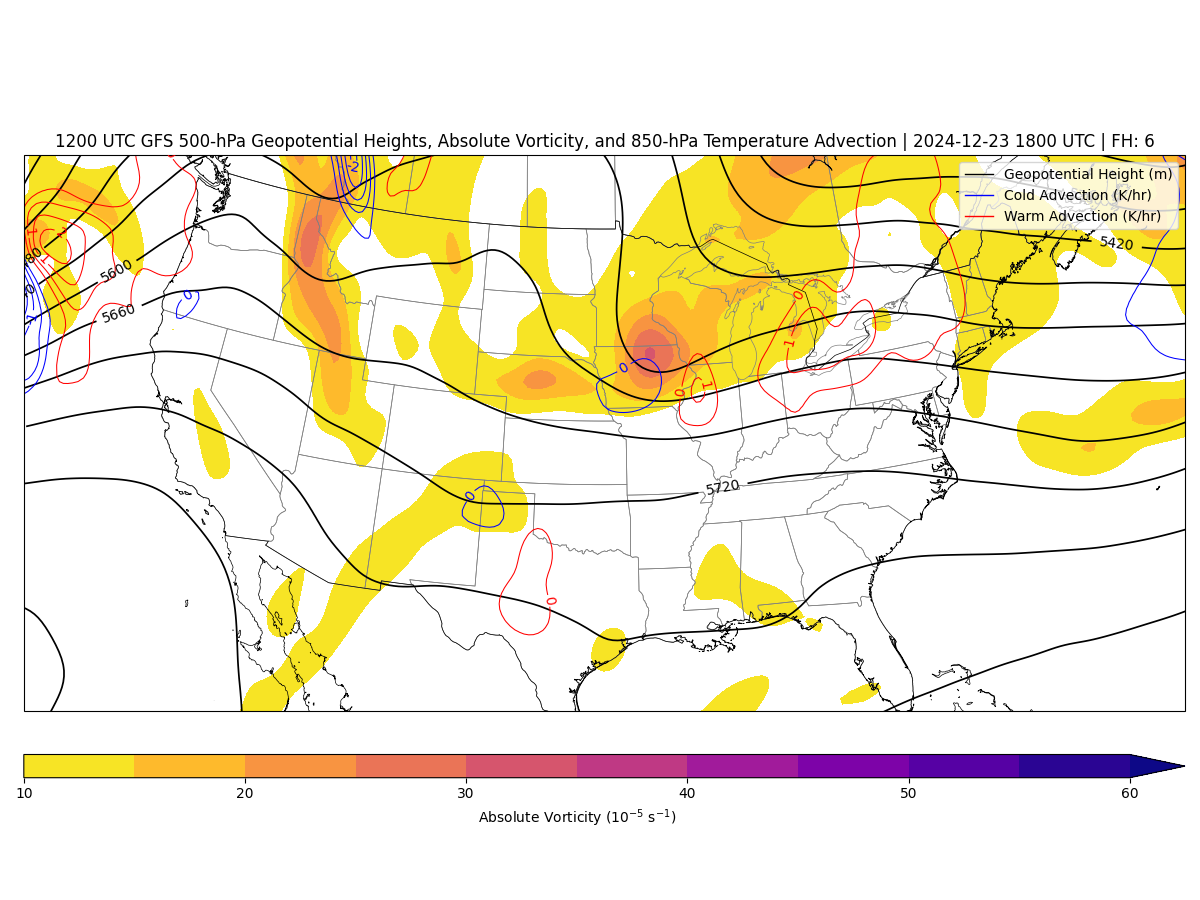 1200 UTC GFS 500-hPa Geopotential Heights, Absolute Vorticity, and 850-hPa Temperature Advection | 2024-12-23 1800 UTC | FH: 6
Geopotential Height (m)
Cold Advection (K/hr)
Warm Advection (K/hr)
-2
5420
5600
5660
0
0
0
1
1
0
0
5720
0
10 20 30 40 50 60
Absolute Vorticity (10⁻⁵ s⁻¹)